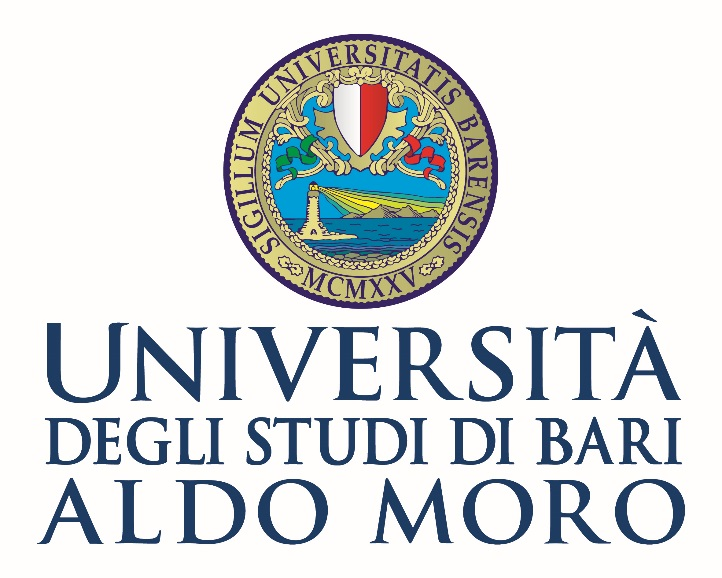 SIGILLUM UNIVERSITATIS BARENSIS
MCMXXV
UNIVERSITÀ
DEGLI STUDI DI BARI
ALDO MORO